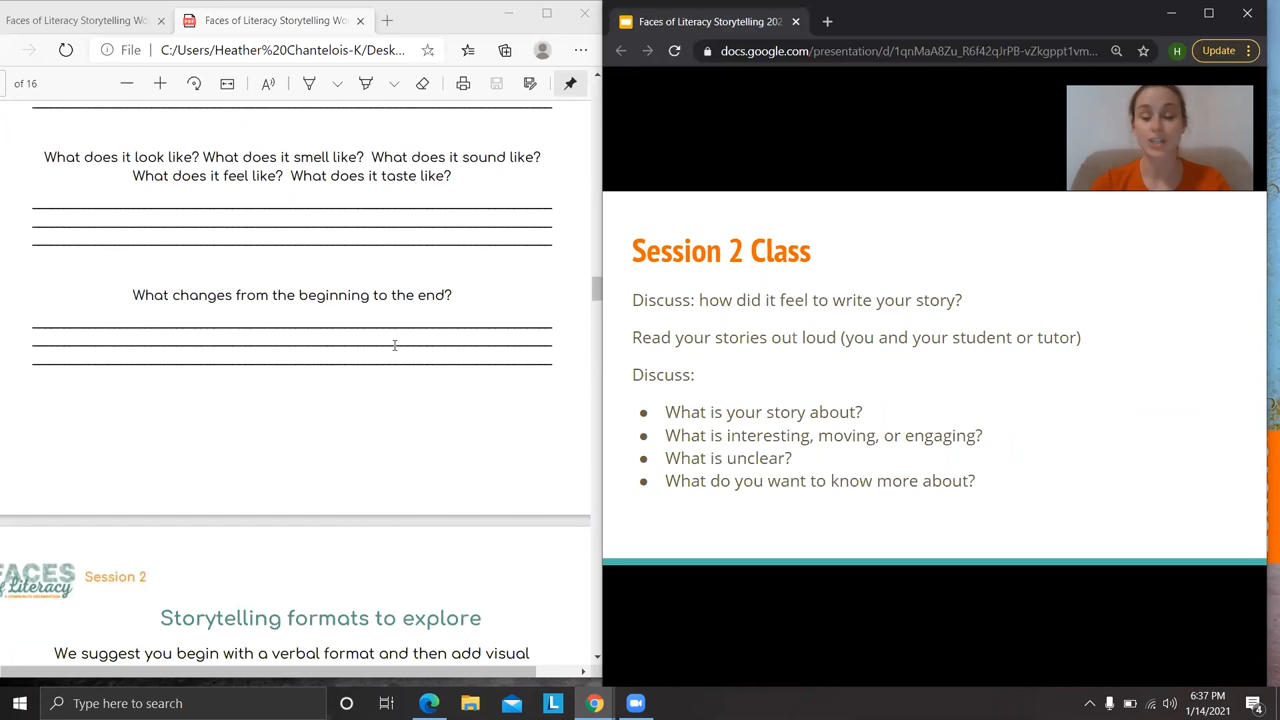 Faces of Literacy Storytelling Wo
Faces of Literacy Storytelling Wo
File
C:/Users/Heather%20Chantelois-K/Desk...
of 16
What does it look like? What does it smell like? What does it sound like?
What does it feel like? What does it taste like?
What changes from the beginning to the end?
FACES
of Literacy
Session 2
Storytelling formats to explore
We suggest you begin with a verbal format and then add visual
Faces of Literacy Storytelling 202
docs.google.com/presentation/d/1qnMaA8Zu_R6f42qJrPB-vZkgppt1vm...
H
Update
Session 2 Class
Discuss: how did it feel to write your story?
Read your stories out loud (you and your student or tutor)
Discuss:
What is your story about?
What is interesting, moving, or engaging?
What is unclear?
What do you want to know more about?
Type here to search
L
6:37 PM
1/14/2021
4